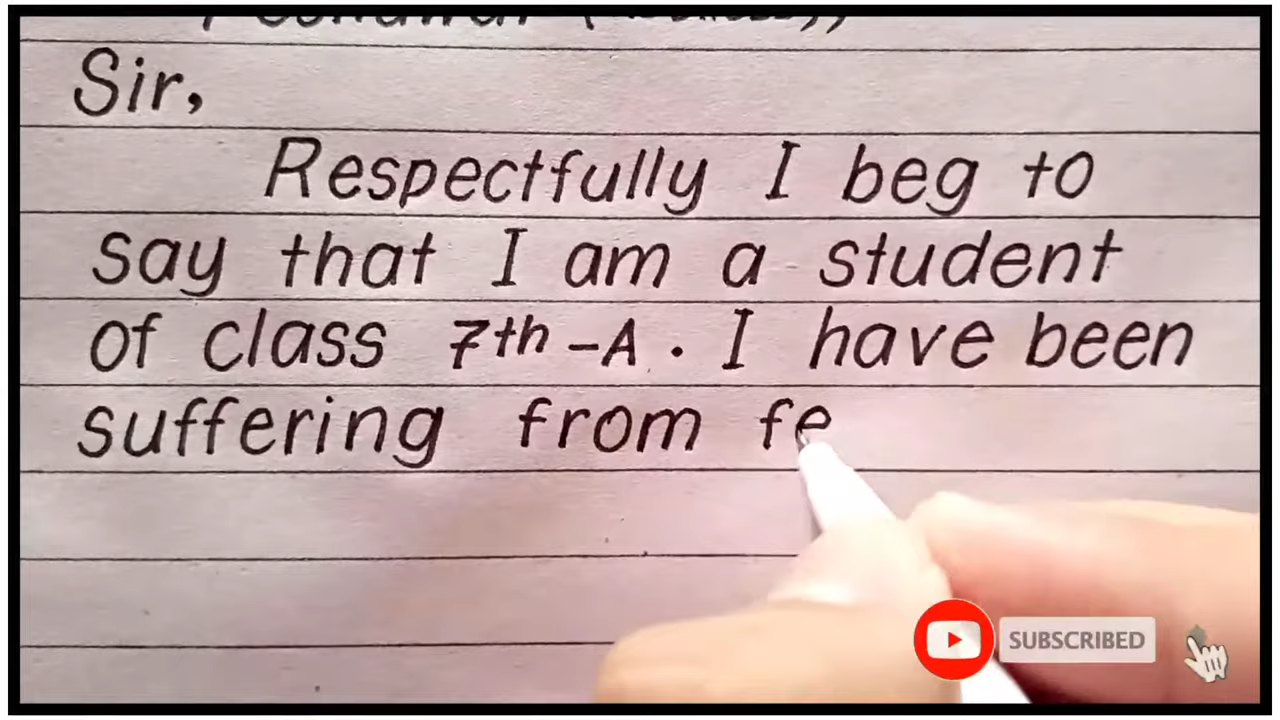 Sir,
Respectfully I beg to
say that I am a student
of class 7th -A. I have been
suffering from fe
SUBSCRIBED